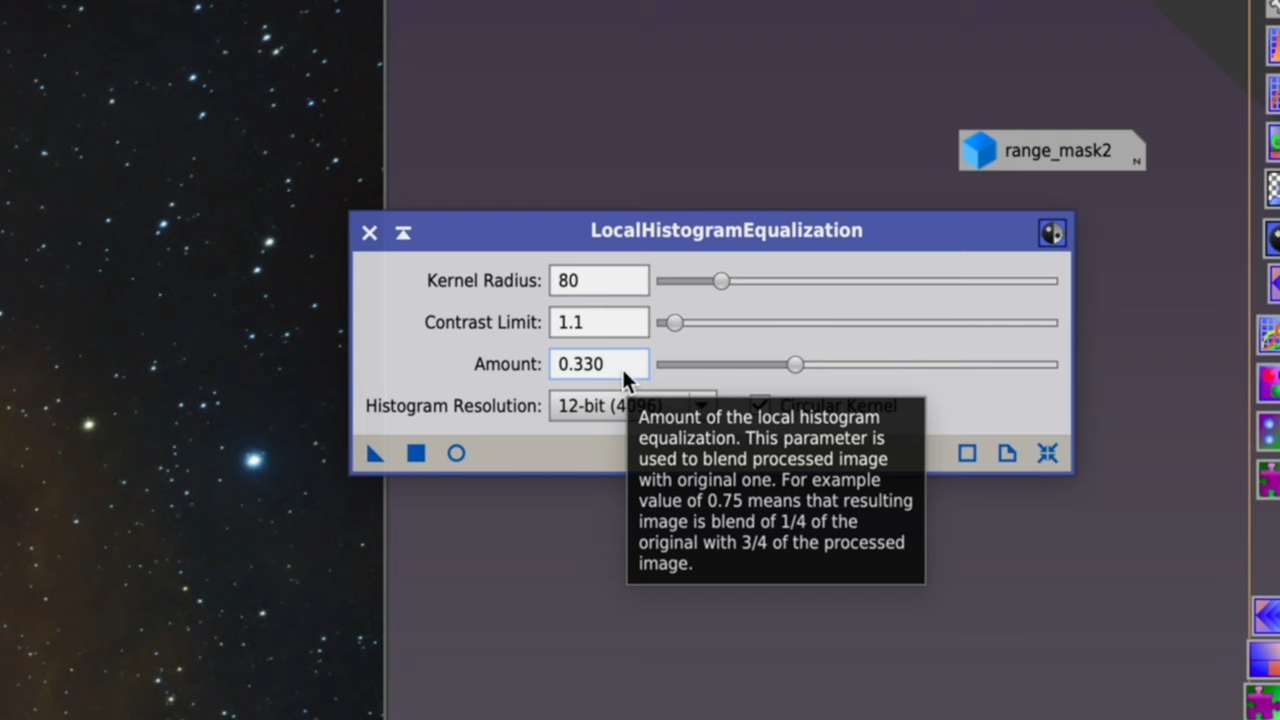 range_mask2
N
LocalHistogramEqualization
Kernel Radius: 80
Contrast Limit: 1.1
Amount: 0.330
Histogram Resolution: 12-bit (4096) Circular Kernel
Amount of the local histogram
equalization. This parameter is
used to blend processed image
with original one. For example
value of 0.75 means that resulting
image is blend of 1/4 of the
original with 3/4 of the processed
image.